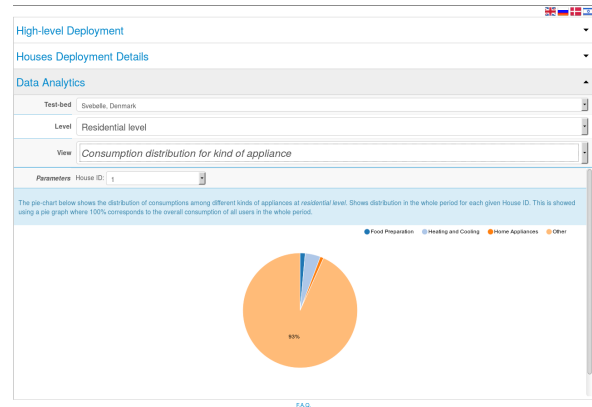 High-level Deployment
Houses Deployment Details
Data Analytics
Test-bed Svebelle, Denmark
Level Residential level
View Consumption distribution for kind of appliance
Parameters House ID: 1
The pie-chart below shows the distribution of consumptions among different kinds of appliances at residential level. Shows distribution in the whole period for each given House ID. This is showed
using a pie graph where 100% corresponds to the overall consumption of all users in the whole period.
Food Preparation Heating and Cooling Home Appliances Other
93%
F.A.Q.